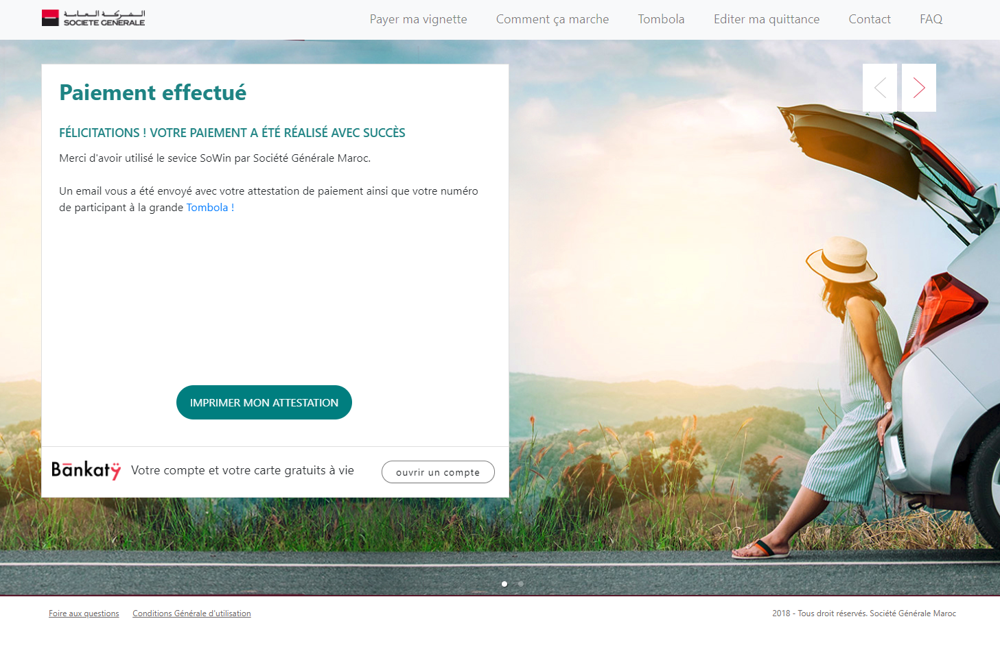 الشركة العامة
SOCIETE GENERALE
Payer ma vignette
Comment ça marche
Tombola
Editer ma quittance
Contact
FAQ
Paiement effectué
FÉLICITATIONS ! VOTRE PAIEMENT A ÉTÉ RÉALISÉ AVEC SUCCÈS
Merci d'avoir utilisé le sevice SoWin par Société Générale Maroc.
Un email vous a été envoyé avec votre attestation de paiement ainsi que votre numéro
de participant à la grande Tombola !
IMPRIMER MON ATTESTATION
Bankaty
Votre compte et votre carte gratuits à vie
ouvrir un compte
Foire aux questions
Conditions Générale d'utilisation
2018 - Tous droit réservés. Société Générale Maroc